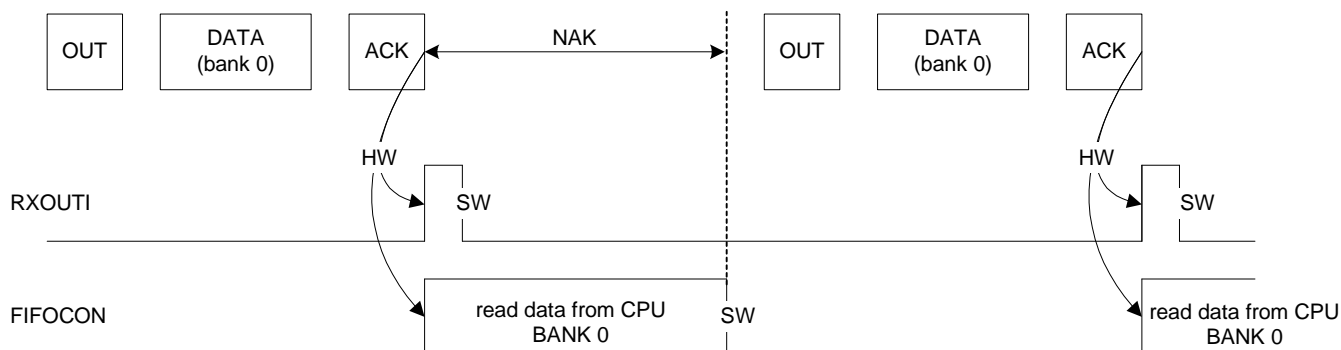 OUT
DATA
(bank 0)
ACK
NAK
OUT
DATA
(bank 0)
ACK
HW
HW
RXOUTI
SW
SW
FIFOCON
read data from CPU
BANK 0
SW
read data from CPU
BANK 0